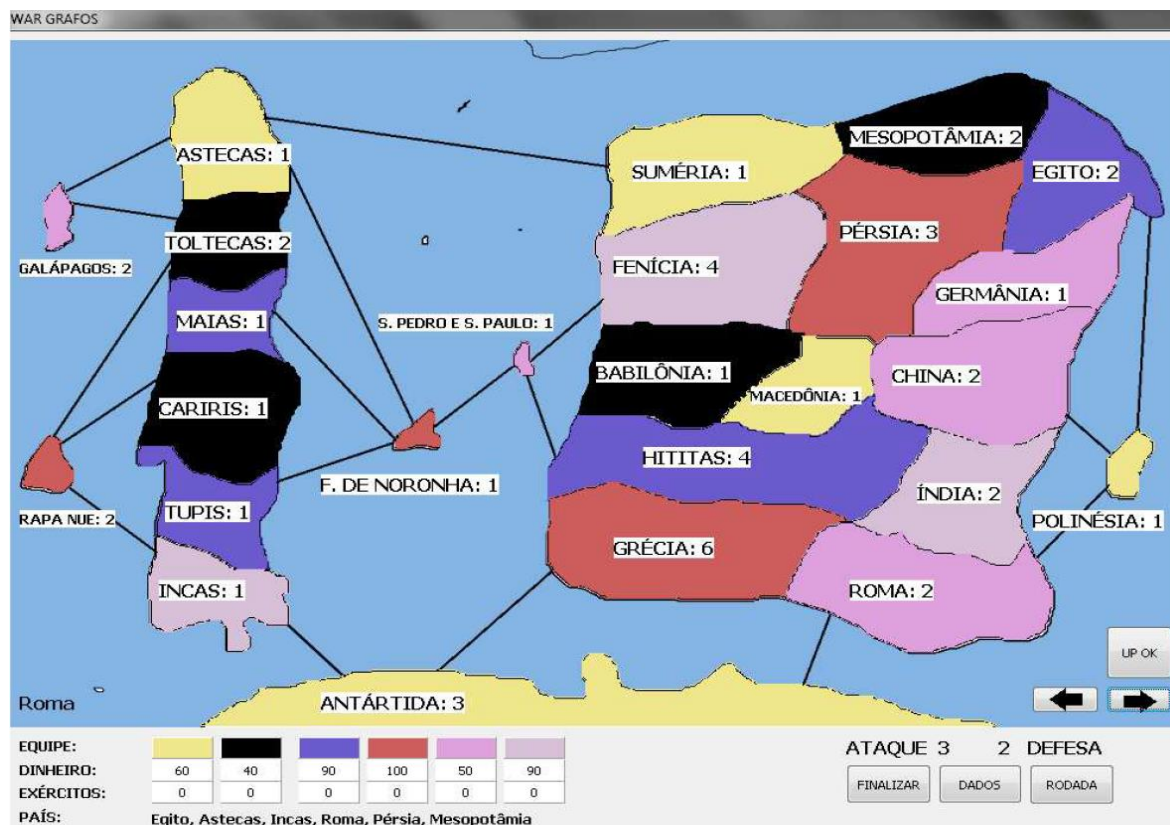 WAR GRAFOS
MESOPOTÂMIA: 2
ASTECAS: 1
SUMÉRIA: 1
EGITO: 2
TOLTECAS: 2
PÉRSIA: 3
GALÁPAGOS: 2
FENÍCIA: 4
GERMÂNIA: 1
MAIAS: 1
S. PEDRO E S. PAULO: 1
BABILÔNIA: 1
CHINA: 2
MACEDÔNIA: 1
CARIRIS: 1
HITITAS: 4
F. DE NORONHA: 1
ÍNDIA: 2
RAPA NUE: 2
TUPIS: 1
POLINÉSIA: 1
GRÉCIA: 6
INCAS: 1
ROMA: 2
UP OK
Roma
ANTÁRTIDA: 3
EQUIPE:
ATAQUE 3 2 DEFESA
DINHEIRO: 60 40 90 100 50 90
FINALIZAR DADOS RODADA
EXÉRCITOS: 0 0 0 0 0 0
PAÍS: Egito, Astecas, Incas, Roma, Pérsia, Mesopotâmia